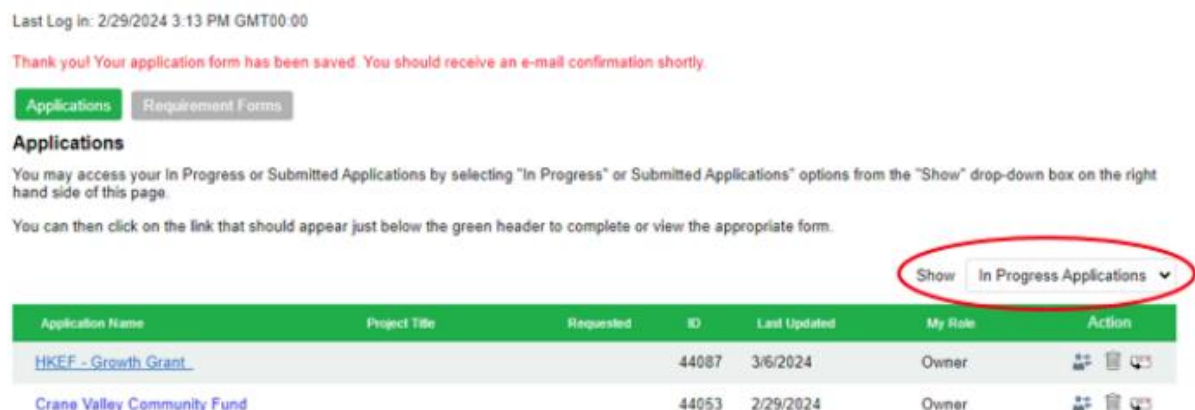 Last Log in: 2/29/2024 3:13 PM GMT00:00
Thank you! Your application form has been saved. You should receive an e-mail confirmation shortly.
Applications Requirement Forms
Applications
You may access your In Progress or Submitted Applications by selecting "In Progress" or Submitted Applications" options from the "Show" drop-down box on the right
hand side of this page.
You can then click on the link that should appear just below the green header to complete or view the appropriate form.
Show In Progress Applications
Application Name Project Title Requested ID Last Updated My Role Action
HKEF - Growth Grant 44087 3/6/2024 Owner
Crane Valley Community Fund 44053 2/29/2024 Owner